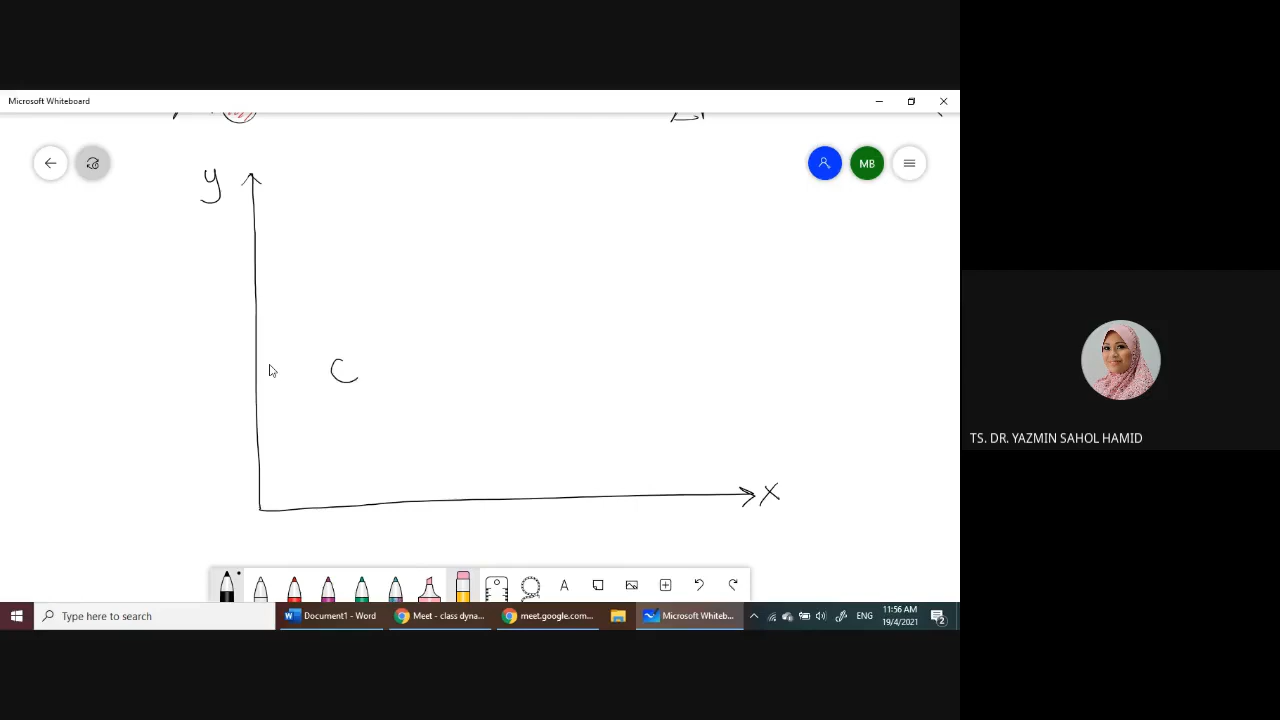 Microsoft Whiteboard
MB
y
C
x
TS. DR. YAZMIN SAHOL HAMID
A
Type here to search
Document1 - Word
Meet - class dyna...
meet.google.com...
Microsoft Whiteb...
ENG
11:56 AM
19/4/2021
2